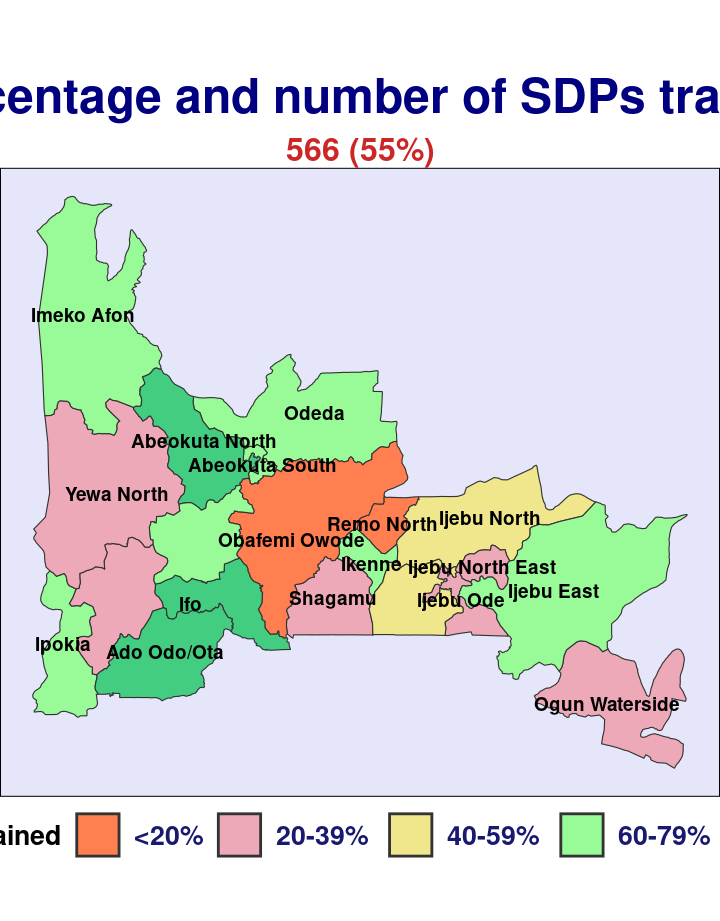 centage and number of SDPs tra
566 (55%)
Imeko Afon
Odeda
Abeokuta North
Abeokuta South
Yewa North
Ijebu North
Remo North
Obafemi Owode
Ikenne
Ijebu North East
Ijebu East
Shagamu
Ijebu Ode
Ifo
Ipokia
Ado Odo/Ota
Ogun Waterside
ained <20% 20-39% 40-59% 60-79%